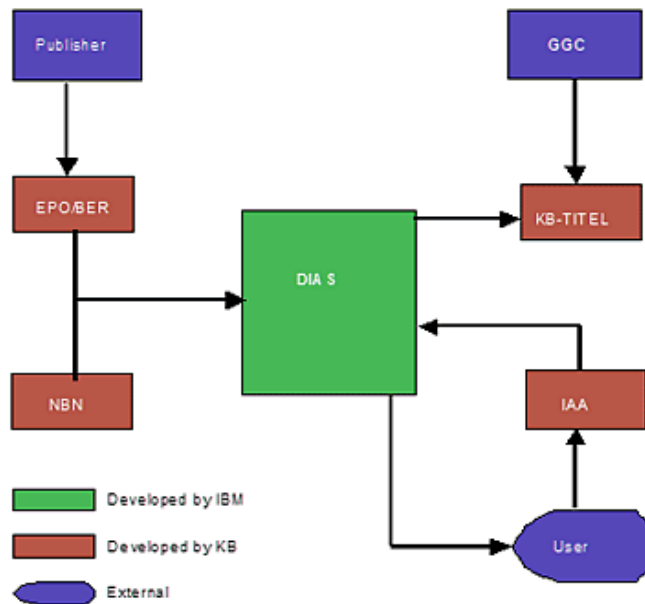 Publisher
GGC
EPO/BER
KB-TITEL
DIA S
NBN
IAA
Developed by IBM
Developed by KB
User
External